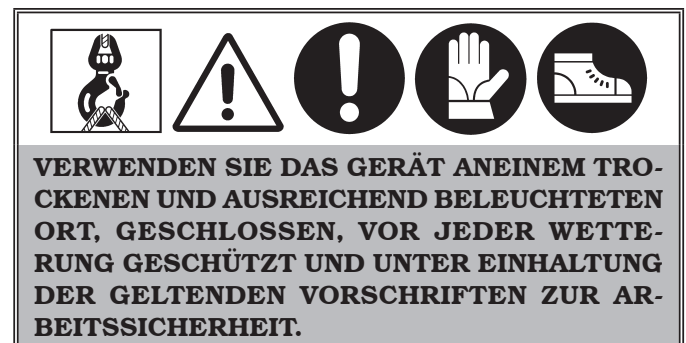 VERWENDEN SIE DAS GERÄT ANEINEM TRO-
CKENEN UND AUSREICHEND BELEUCHTETEN
ORT, GESCHLOSSEN, VOR JEDER WETTE-
RUNG GESCHÜTZT UND UNTER EINHALTUNG
DER GELTENDEN VORSCHRIFTEN ZUR AR-
BEITSSICHERHEIT.